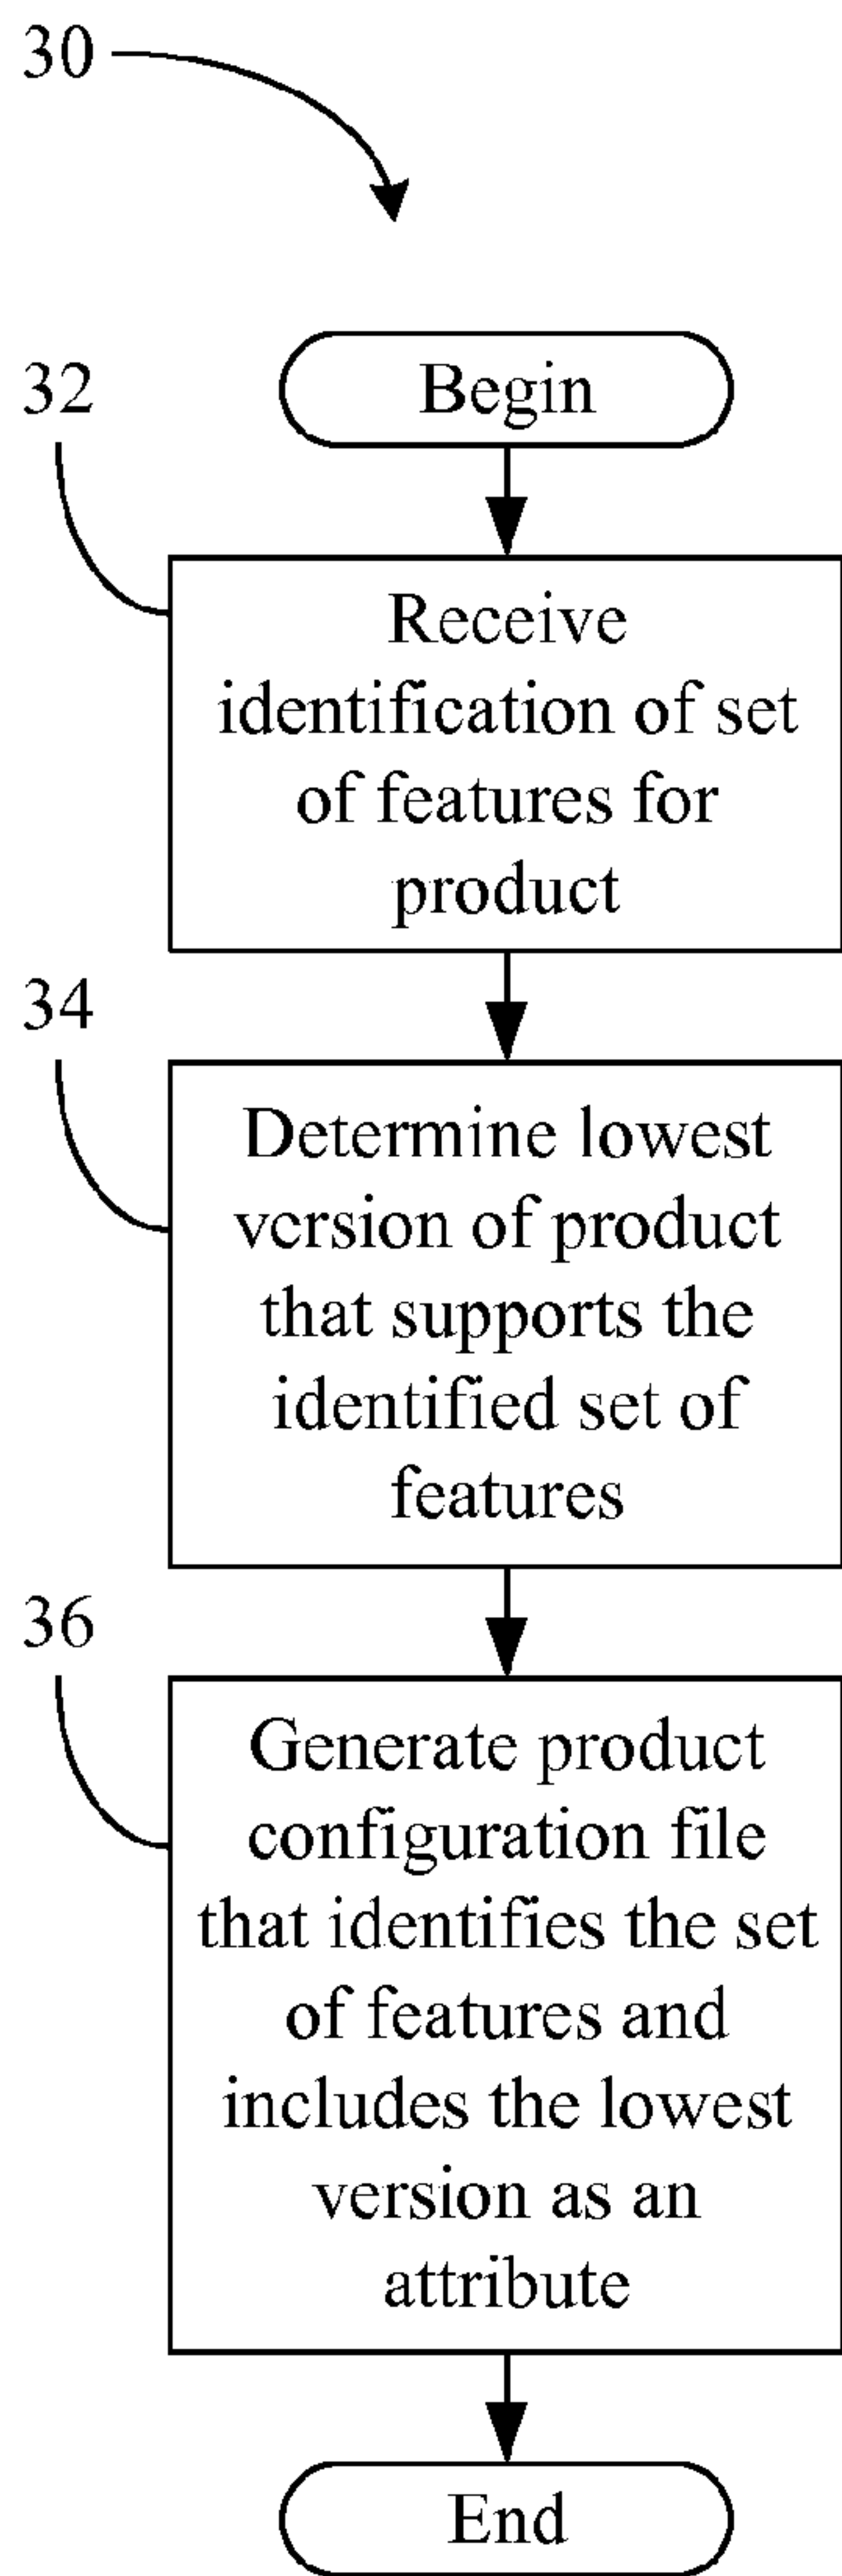 30
32
Begin
Receive
identification of set
of features for
product
34
Determine lowest
version of product
that supports the
identified set of
features
36
Generate product
configuration file
that identifies the set
of features and
includes the lowest
version as an
attribute
End